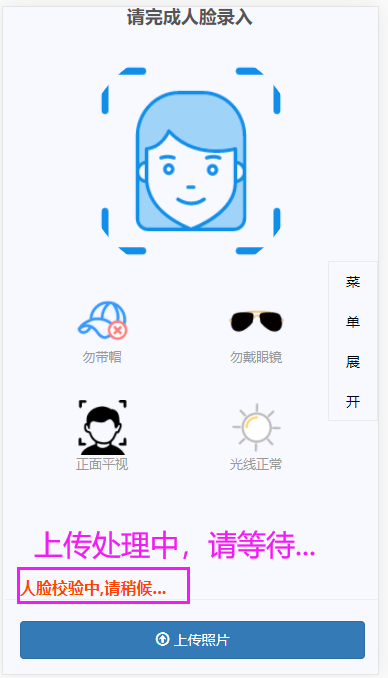 请完成人脸录入
菜
单
展
开
勿带帽
勿戴眼镜
正面平视
光线正常
上传处理中，请等待...
人脸校验中,请稍候...
上传照片